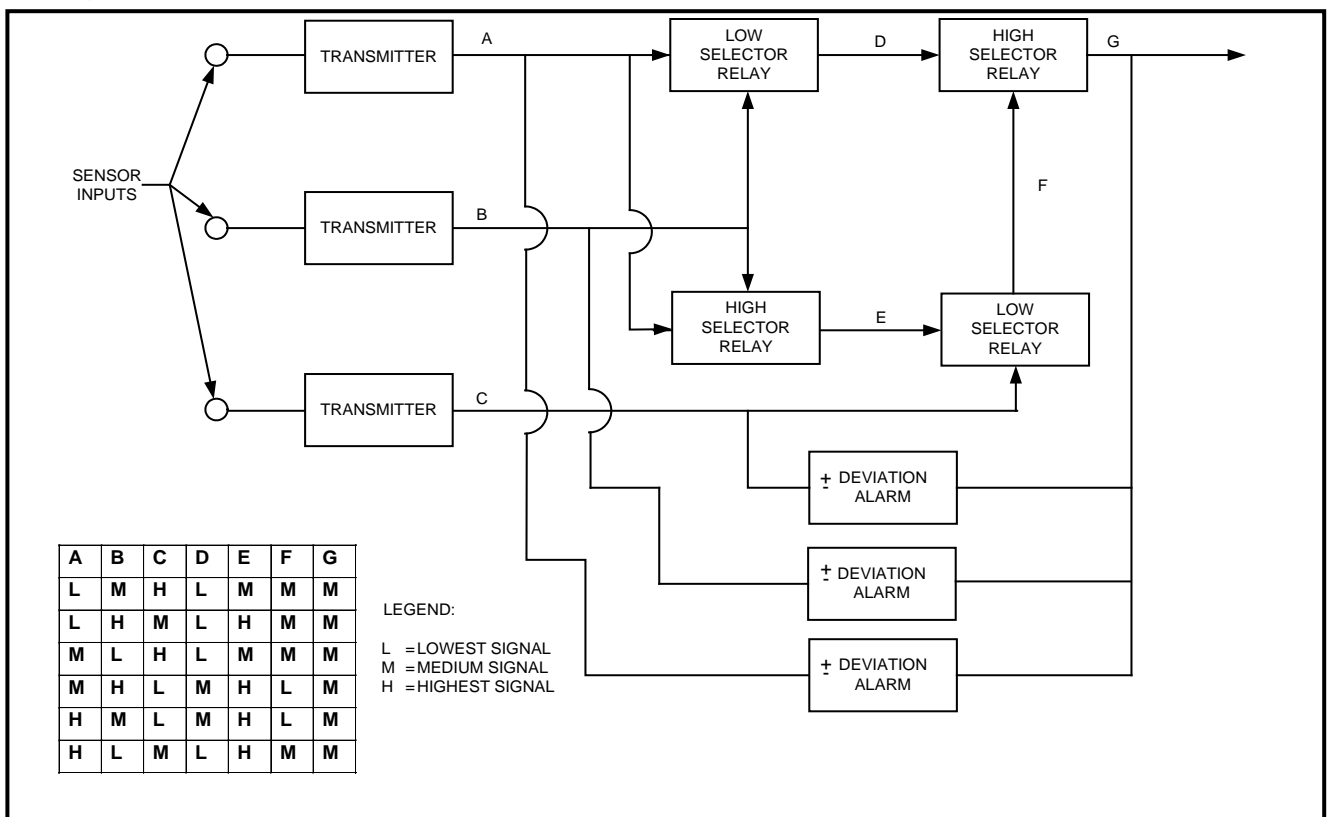 TRANSMITTER
A
LOW
SELECTOR
RELAY
D
HIGH
SELECTOR
RELAY
G
SENSOR
INPUTS
TRANSMITTER
B
F
HIGH
SELECTOR
RELAY
E
LOW
SELECTOR
RELAY
TRANSMITTER
C
± DEVIATION
ALARM
± DEVIATION
ALARM
± DEVIATION
ALARM
A B C D E F G
L M H L M M M
L H M L H M M
M L H L M M M
M H L M H L M
H M L M H L M
H L M L H M M
LEGEND:
L =LOWEST SIGNAL
M =MEDIUM SIGNAL
H =HIGHEST SIGNAL